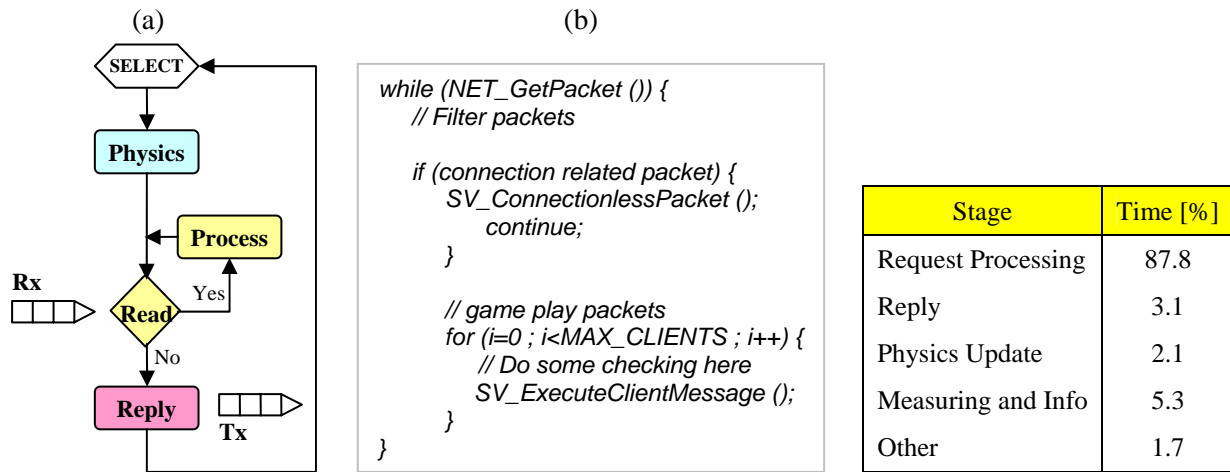 (a)
SELECT
Physics
Process
Rx
Yes
Read
No
Reply
Tx
(b)
while (NET_GetPacket ()) {
// Filter packets
if (connection related packet) {
SV_ConnectionlessPacket ();
continue;
}
// game play packets
for (i=0 ; i<MAX_CLIENTS ; i++) {
// Do some checking here
SV_ExecuteClientMessage ();
}
}
Stage Time [%]
Request Processing 87.8
Reply 3.1
Physics Update 2.1
Measuring and Info 5.3
Other 1.7